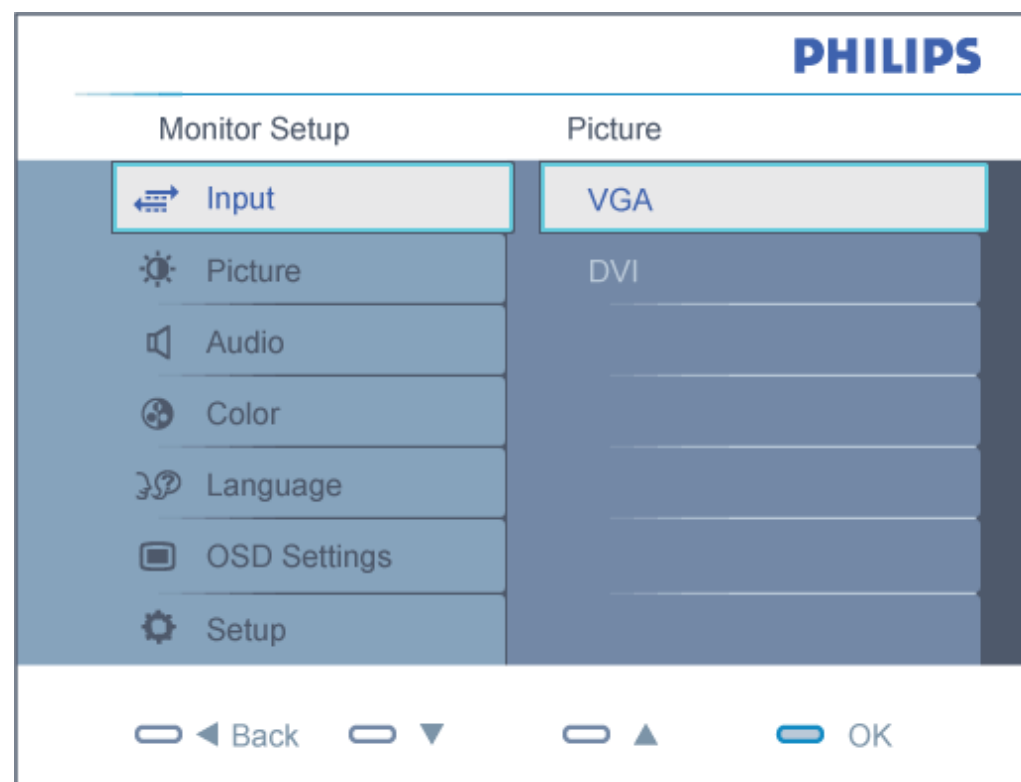 PHILIPS
Monitor Setup Picture
Input VGA
Picture DVI
Audio
Color
Language
OSD Settings
Setup
Back OK